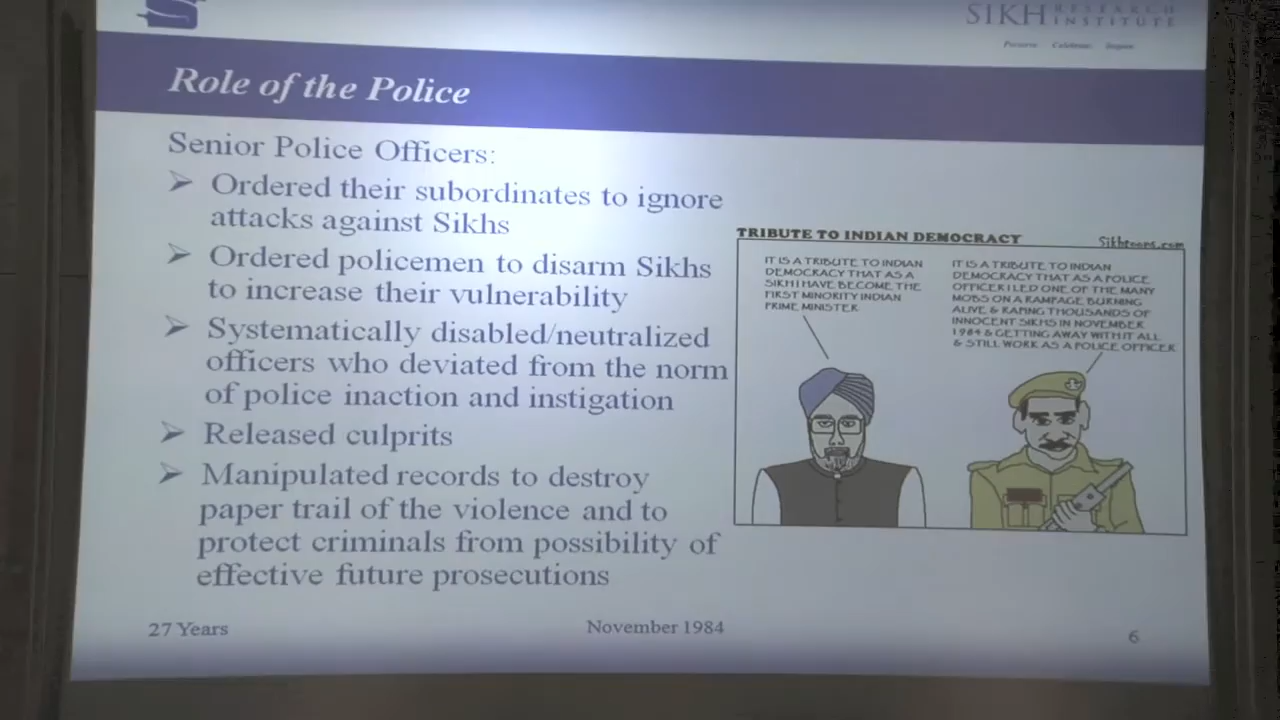 SIKH RESEARCH
INSTITUTE
Role of the Police
Senior Police Officers:
Ordered their subordinates to ignore
attacks against Sikhs
Ordered policemen to disarm Sikhs
to increase their vulnerability
Systematically disabled/neutralized
officers who deviated from the norm
of police inaction and instigation
Released culprits
Manipulated records to destroy
paper trail of the violence and to
protect criminals from possibility of
effective future prosecutions
TRIBUTE TO INDIAN DEMOCRACY
Sikhtoons.com
IT IS A TRIBUTE TO INDIAN
DEMOCRACY THAT AS A
SIKH I HAVE BECOME THE
FIRST MINORITY INDIAN
PRIME MINISTER
IT IS A TRIBUTE TO INDIAN
DEMOCRACY THAT AS A POLICE
OFFICER I LED ONE OF THE MANY
MOBS ON A RAMPAGE BURNING
ALIVE & RAPING THOUSANDS OF
INNOCENT SIKHS IN NOVEMBER
1984 & GETTING AWAY WITH IT ALL
& STILL WORK AS A POLICE OFFICER
27 Years
November 1984
6